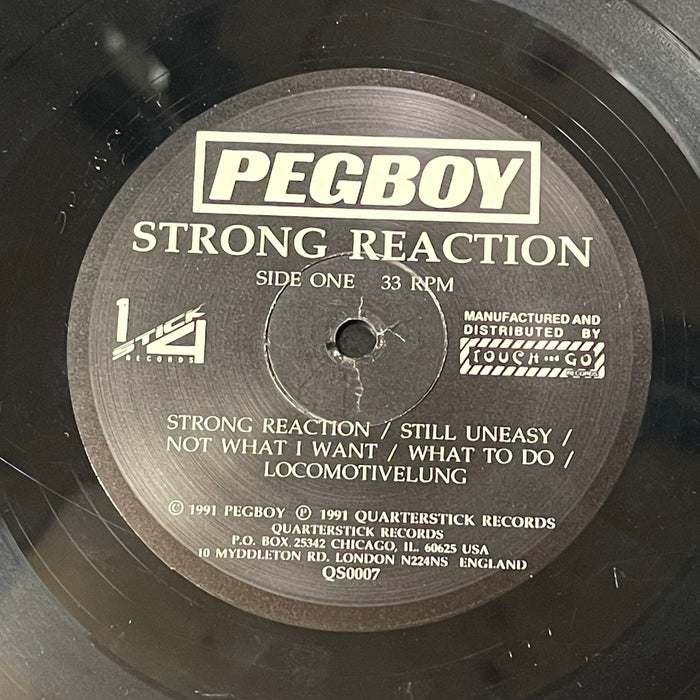 PEGBOY
STRONG REACTION
SIDE ONE 33 RPM
1/4 STICK
RECORDS
MANUFACTURED AND
DISTRIBUTED BY
TOUCH and GO
RECORDS
STRONG REACTION / STILL UNEASY /
NOT WHAT I WANT / WHAT TO DO /
LOCOMOTIVELUNG
© 1991 PEGBOY ℗ 1991 QUARTERSTICK RECORDS
QUARTERSTICK RECORDS
P.O. BOX 25342 CHICAGO, IL. 60625 USA
10 MYDDLETON RD. LONDON N224NS ENGLAND
QS0007